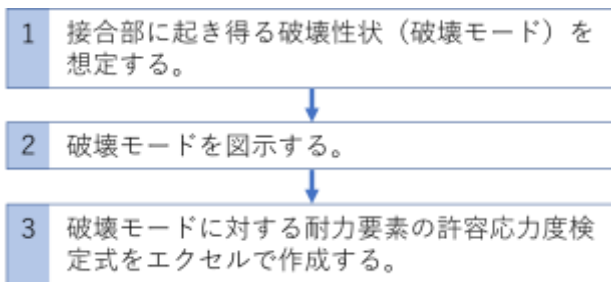 1 接合部に起き得る破壊性状（破壊モード）を
想定する。
2 破壊モードを図示する。
3 破壊モードに対する耐力要素の許容応力度検
定式をエクセルで作成する。